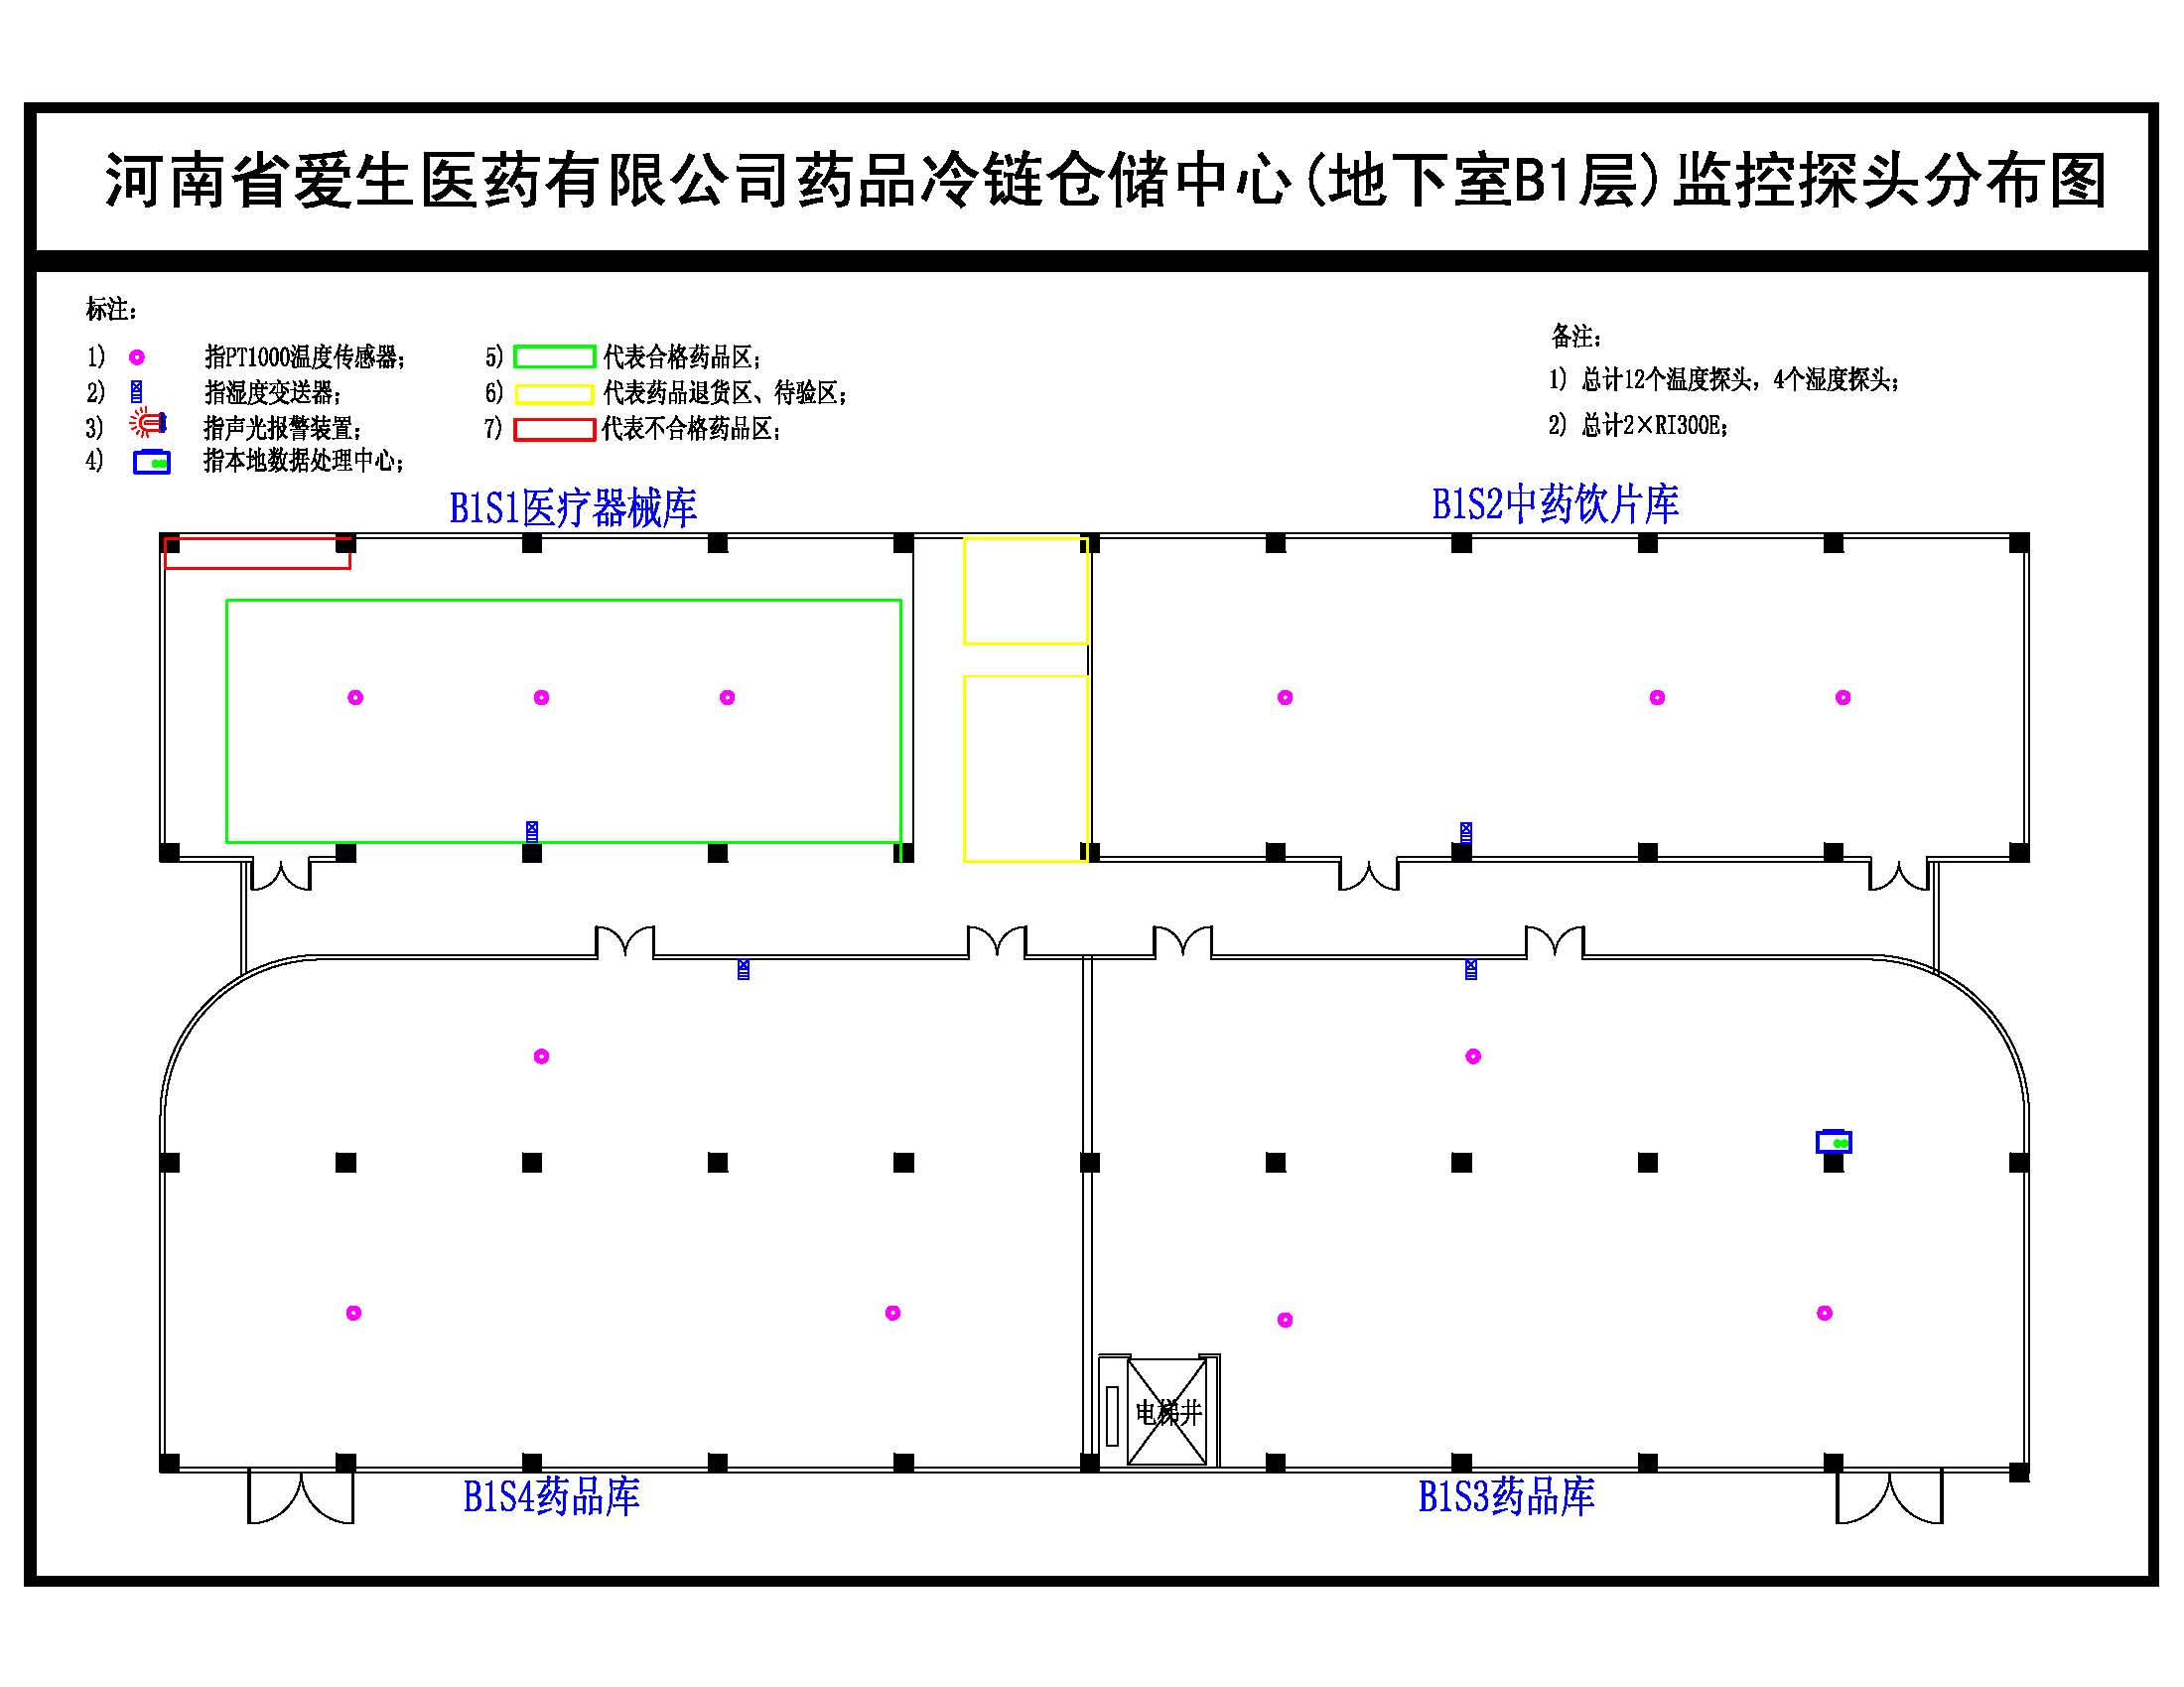 河南省爱生医药有限公司药品冷链仓储中心(地下室B1层)监控探头分布图
标注：
1) 指PT1000温度传感器；
2) 指湿度变送器；
3) 指声光报警装置；
4) 指本地数据处理中心；
5) 代表合格药品区；
6) 代表药品退货区、待验区；
7) 代表不合格药品区；
备注：
1) 总计12个温度探头，4个湿度探头；
2) 总计2×RI300E；
B1S1医疗器械库
B1S2中药饮片库
电梯井
B1S4药品库
B1S3药品库